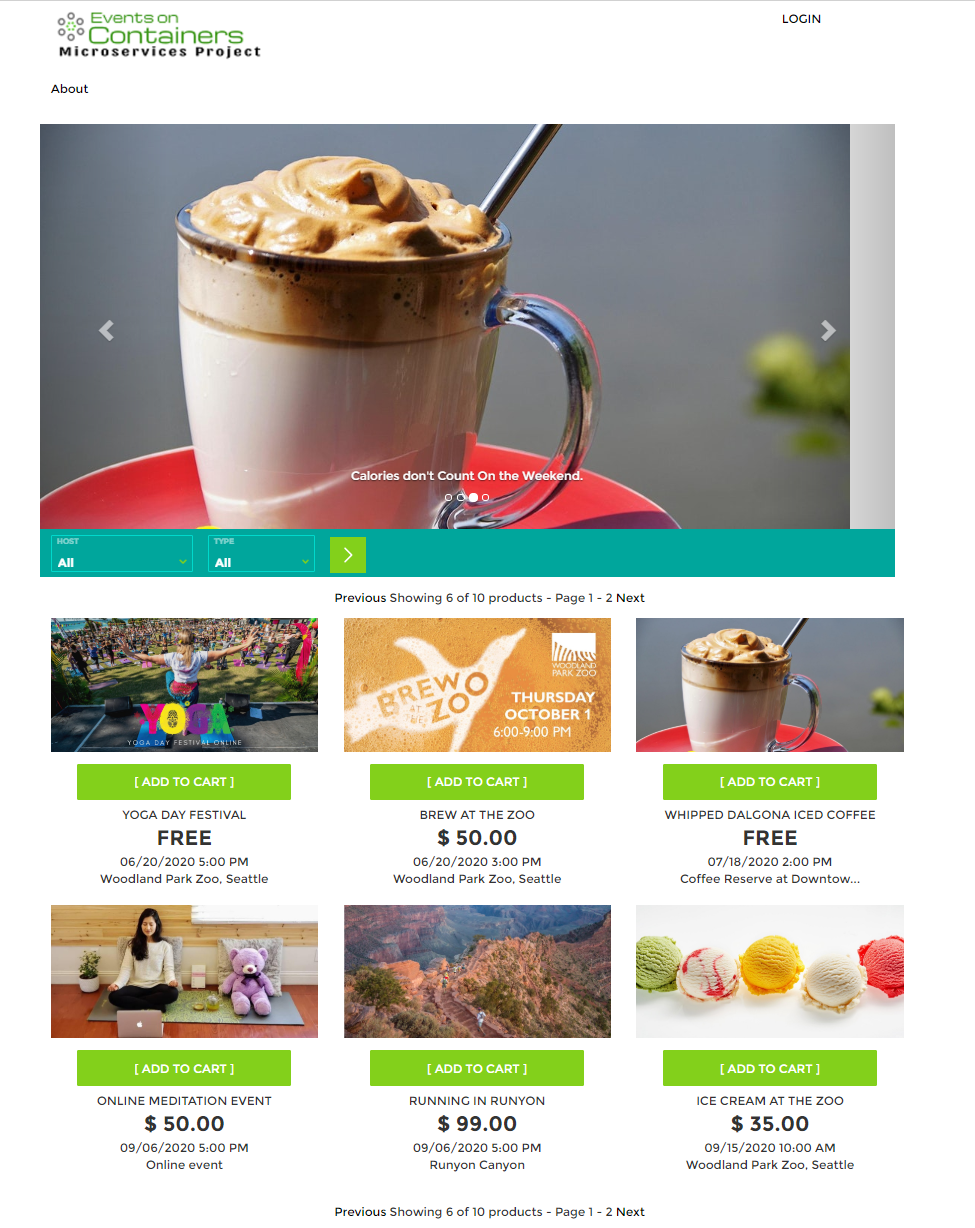 Events on
Containers
Microservices Project
LOGIN
About
Calories don't Count On the Weekend.
HOST
All
TYPE
All
Previous Showing 6 of 10 products - Page 1 - 2 Next
YOGA
YOGA DAY FESTIVAL ONLINE
BREW
AT THE
ZOO
WOODLAND
PARK ZOO
THURSDAY
OCTOBER 1
6:00-9:00 PM
[ ADD TO CART ]
[ ADD TO CART ]
[ ADD TO CART ]
YOGA DAY FESTIVAL
BREW AT THE ZOO
WHIPPED DALGONA ICED COFFEE
FREE
$ 50.00
FREE
06/20/2020 5:00 PM
06/20/2020 3:00 PM
07/18/2020 2:00 PM
Woodland Park Zoo, Seattle
Woodland Park Zoo, Seattle
Coffee Reserve at Downtow...
[ ADD TO CART ]
[ ADD TO CART ]
[ ADD TO CART ]
ONLINE MEDITATION EVENT
RUNNING IN RUNYON
ICE CREAM AT THE ZOO
$ 50.00
$ 99.00
$ 35.00
09/06/2020 5:00 PM
09/06/2020 5:00 PM
09/15/2020 10:00 AM
Online event
Runyon Canyon
Woodland Park Zoo, Seattle
Previous Showing 6 of 10 products - Page 1 - 2 Next